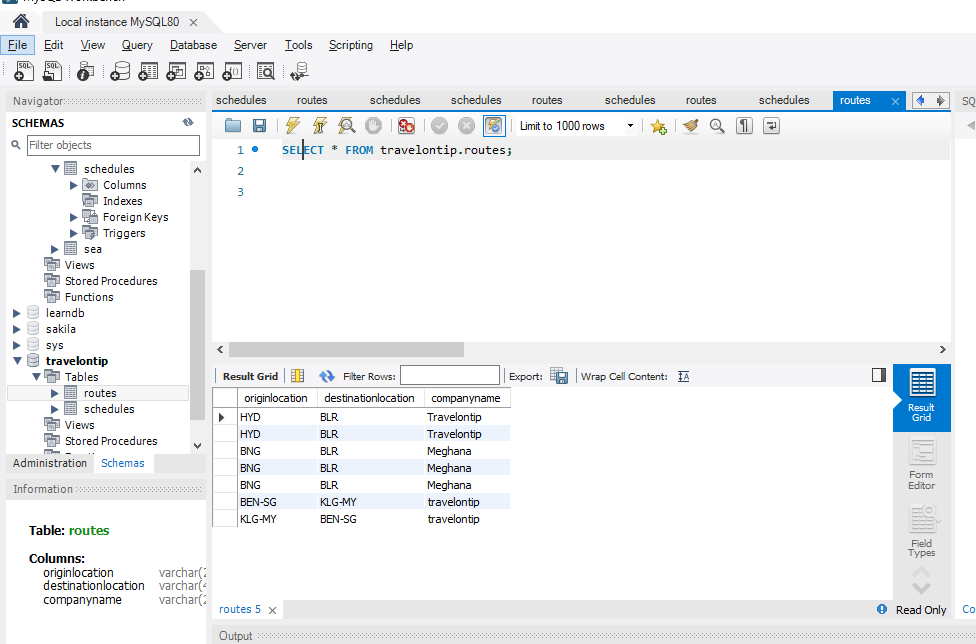 Local instance MySQL80
File Edit View Query Database Server Tools Scripting Help
Navigator
SCHEMAS
Filter objects
schedules
Columns
Indexes
Foreign Keys
Triggers
sea
Views
Stored Procedures
Functions
learndb
sakila
sys
travelontip
Tables
routes
schedules
Views
Stored Procedures
Administration Schemas
Information
Table: routes
Columns:
originlocation varchar(2
destinationlocation varchar(4
companyname varchar(2
schedules routes schedules schedules routes schedules routes schedules routes SQ
Limit to 1000 rows
1 SELECT * FROM travelontip.routes;
2
3
Result Grid Filter Rows: Export: Wrap Cell Content:
originlocation destinationlocation companyname
HYD BLR Travelontip
HYD BLR Travelontip
BNG BLR Meghana
BNG BLR Meghana
BNG BLR Meghana
BEN-SG KLG-MY travelontip
KLG-MY BEN-SG travelontip
Result
Grid
Form
Editor
Field
Types
routes 5 Read Only Co
Output